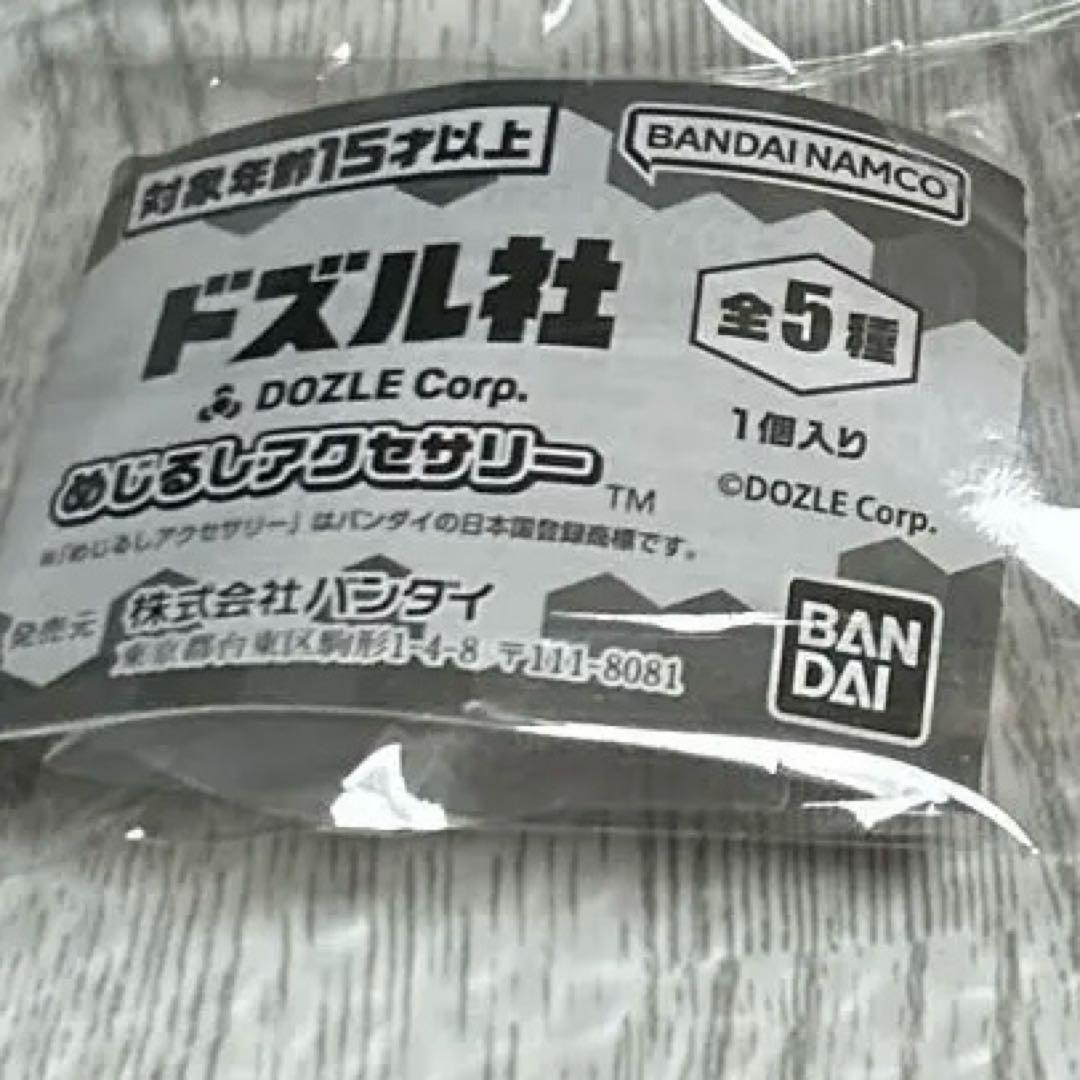 対象年齢15才以上
BANDAI NAMCO
ドズル社
DOZLE Corp.
全5種
1個入り
めじるしアクセサリー™
©DOZLE Corp.
※「めじるしアクセサリー」はバンダイの日本国登録商標です。
発売元 株式会社バンダイ
東京都台東区駒形1-4-8 〒111-8081
BAN
DAI